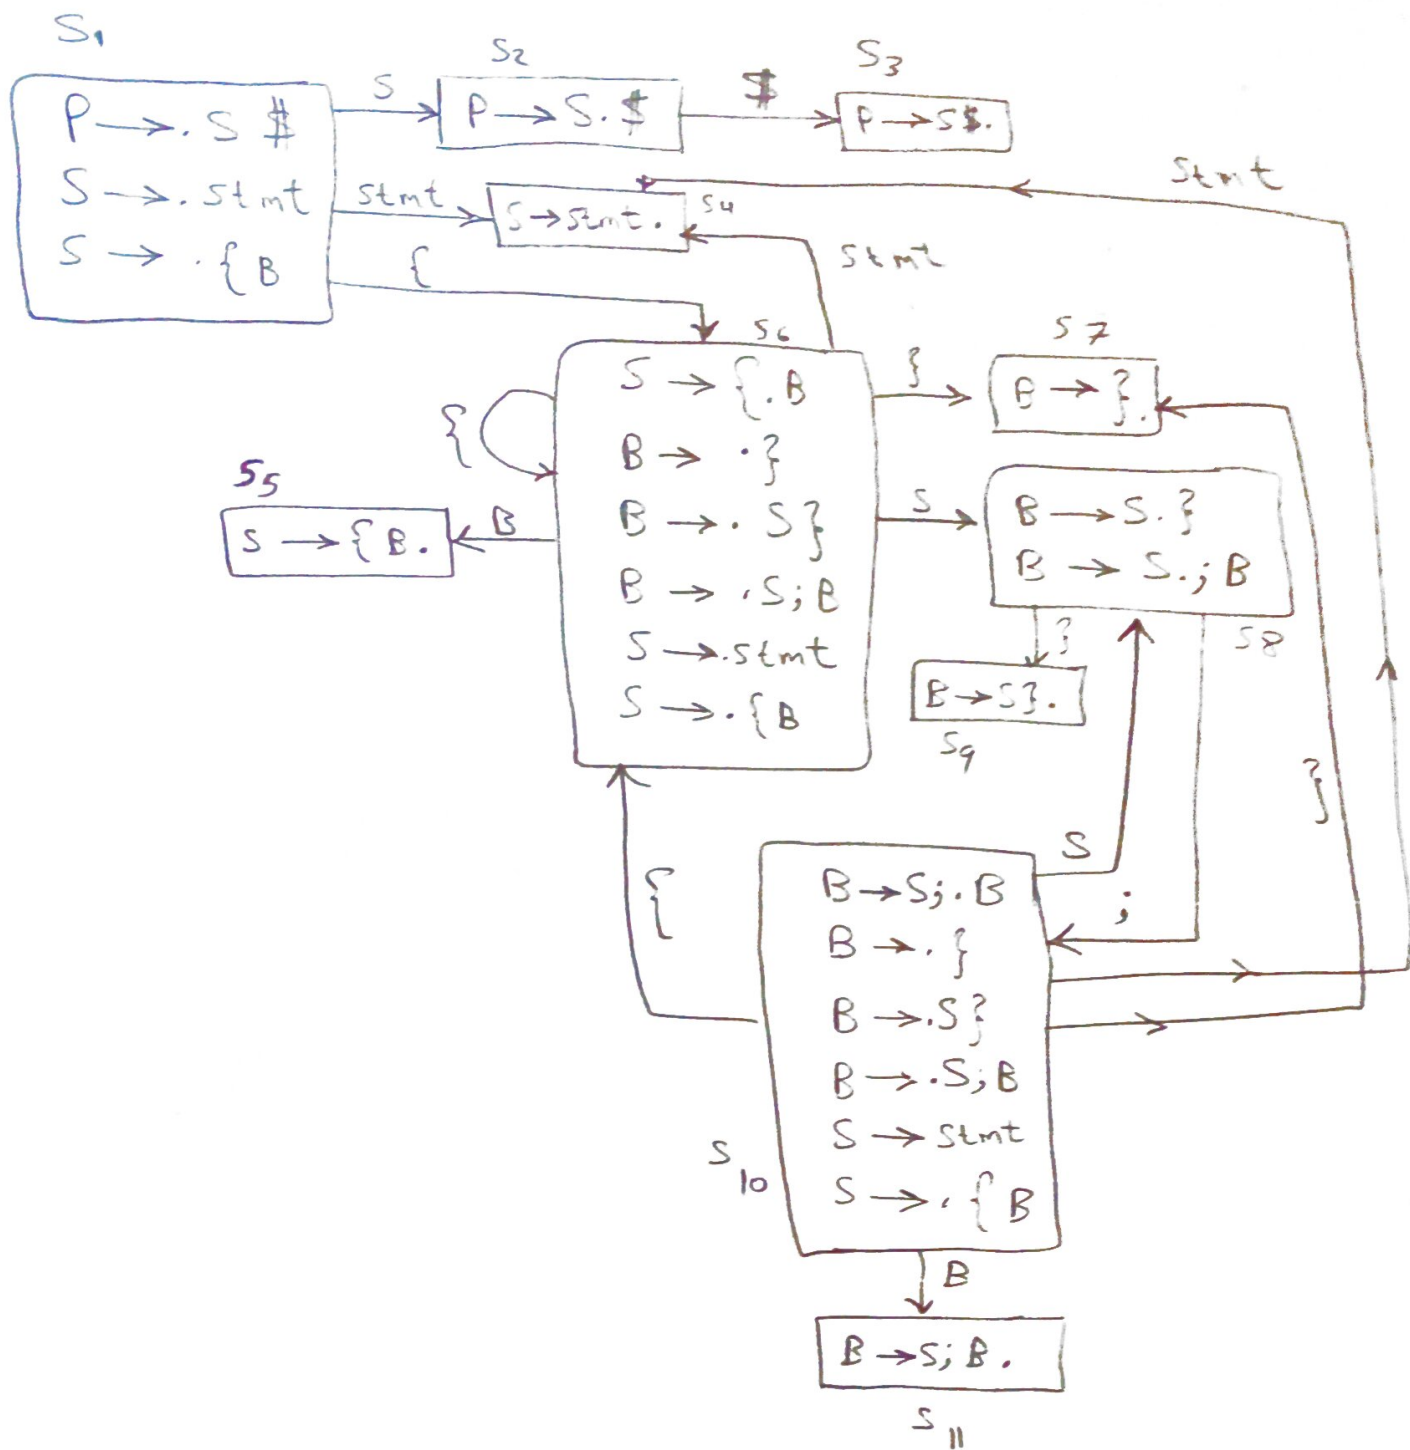 S1
P → . S $
S → . stmt
S → . { B
S
S2
P → S . $
$
S3
P → S $ .
stmt
S → stmt .
S4
stmt
stmt
{
S6
S → { . B
B → . }
B → . S }
B → . S ; B
S → . stmt
S → . { B
{
S5
S → { B .
B
}
S7
B → } .
S
B → S . }
B → S . ; B
S8
}
B → S } .
S9
}
S
;
{
B → S ; . B
B → . }
B → . S }
B → . S ; B
S → stmt
S → . { B
S10
B
B → S ; B .
S11